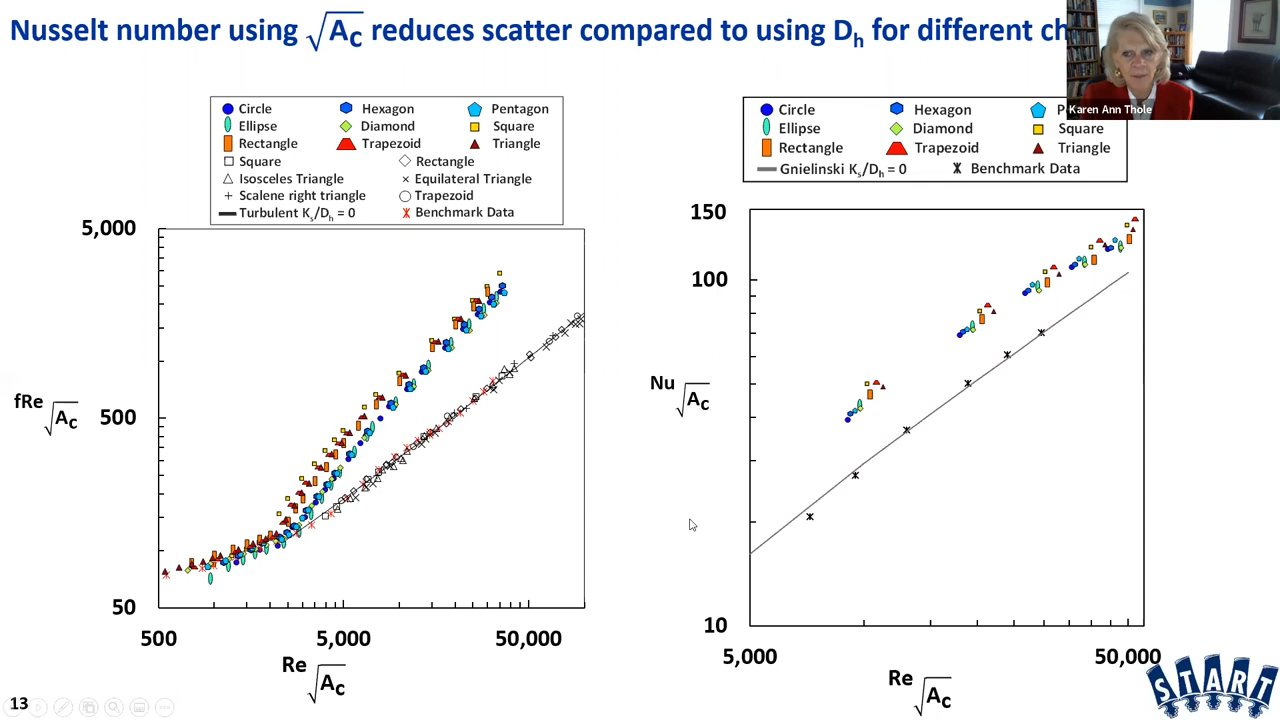 Nusselt number using √Ac reduces scatter compared to using Dh for different ch
Karen Ann Thole
Circle Hexagon Pentagon
Ellipse Diamond Square
Rectangle Trapezoid Triangle
Square Rectangle
Isosceles Triangle Equilateral Triangle
Scalene right triangle Trapezoid
Turbulent Ks/Dh = 0 Benchmark Data
5,000
500
50
fRe √Ac
500 5,000 50,000
Re √Ac
Circle Hexagon P
Ellipse Diamond Square
Rectangle Trapezoid Triangle
Gnielinski Ks/Dh = 0 Benchmark Data
150
100
10
Nu √Ac
5,000 50,000
Re √Ac
13
START